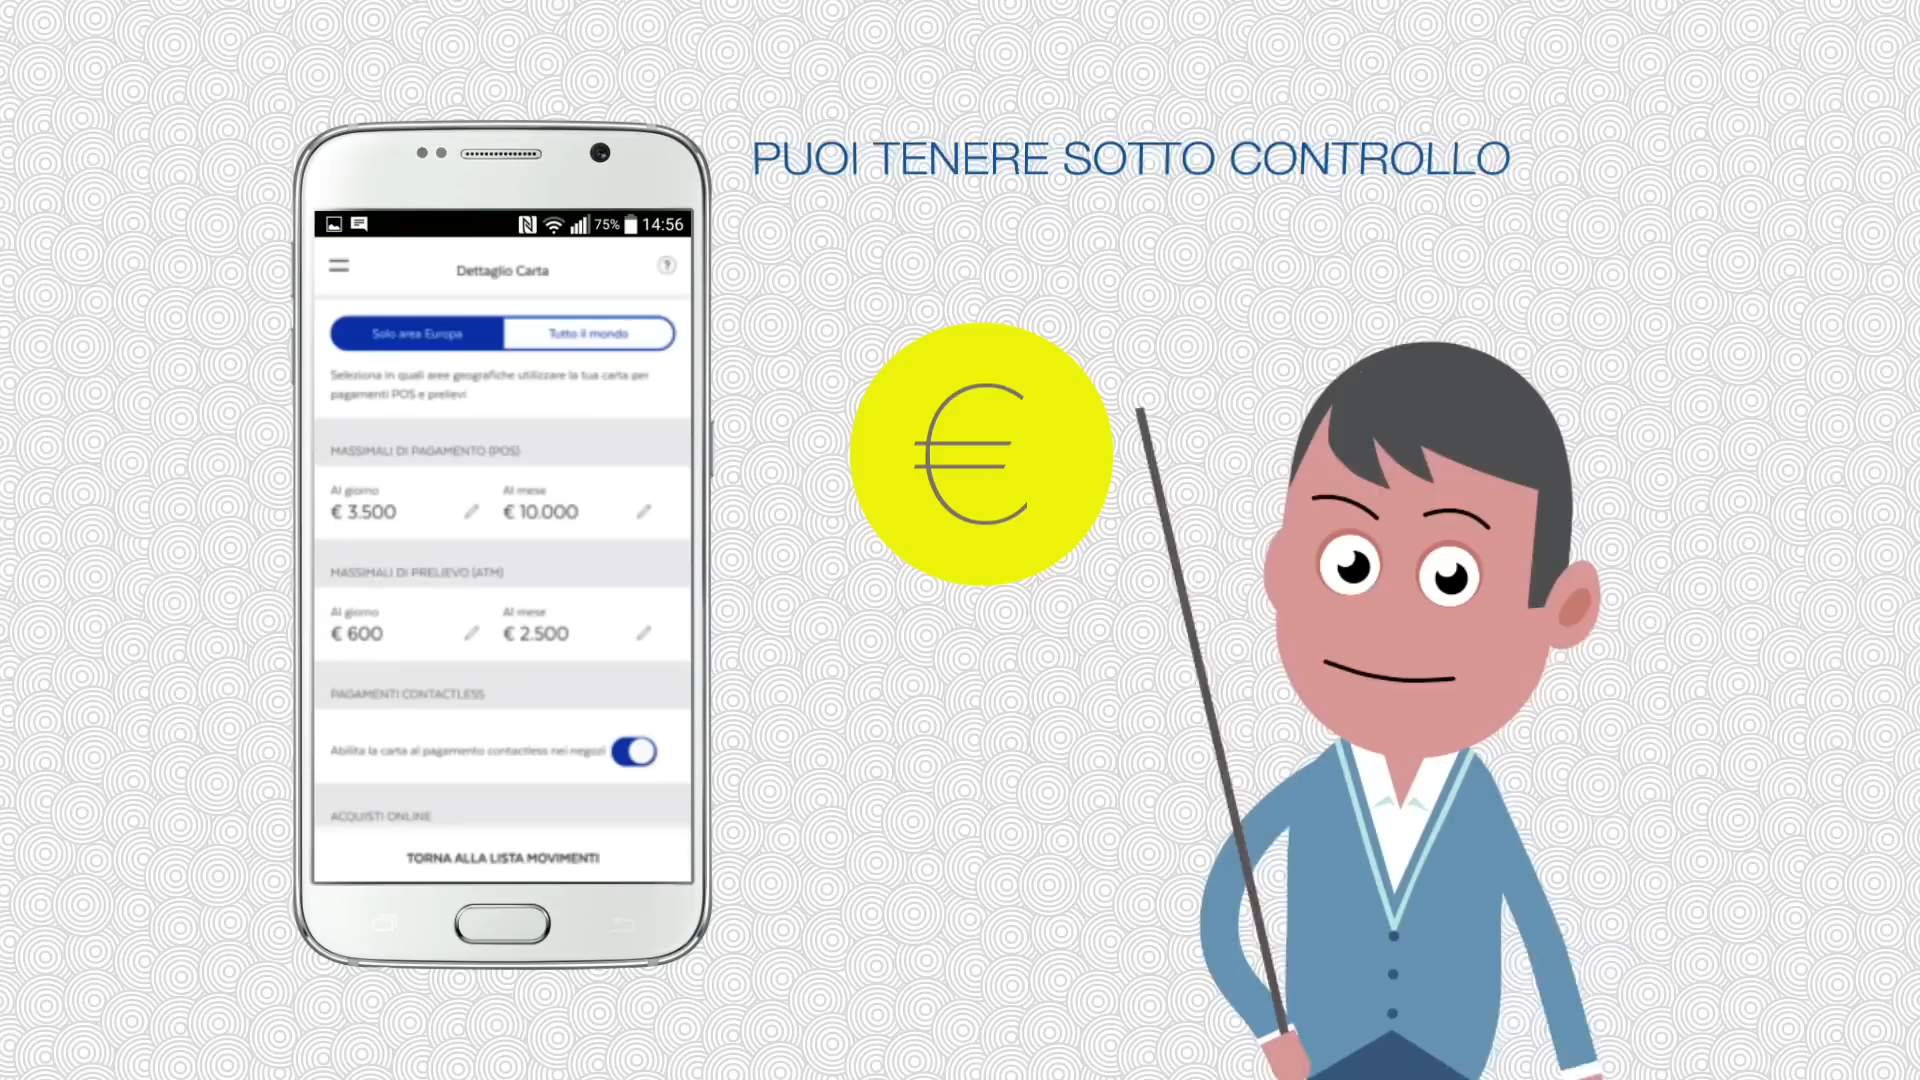 PUOI TENERE SOTTO CONTROLLO
75% 14:56
Dettaglio Carta
?
Solo area Europa Tutto il mondo
Seleziona in quali aree geografiche utilizzare la tua carta per
pagamenti POS e prelievi
MASSIMALI DI PAGAMENTO (POS)
Al giorno Al mese
€ 3.500 € 10.000
MASSIMALI DI PRELIEVO (ATM)
Al giorno Al mese
€ 600 € 2.500
PAGAMENTI CONTACTLESS
Abilita la carta al pagamento contactless nei negozi
ACQUISTI ONLINE
TORNA ALLA LISTA MOVIMENTI
€